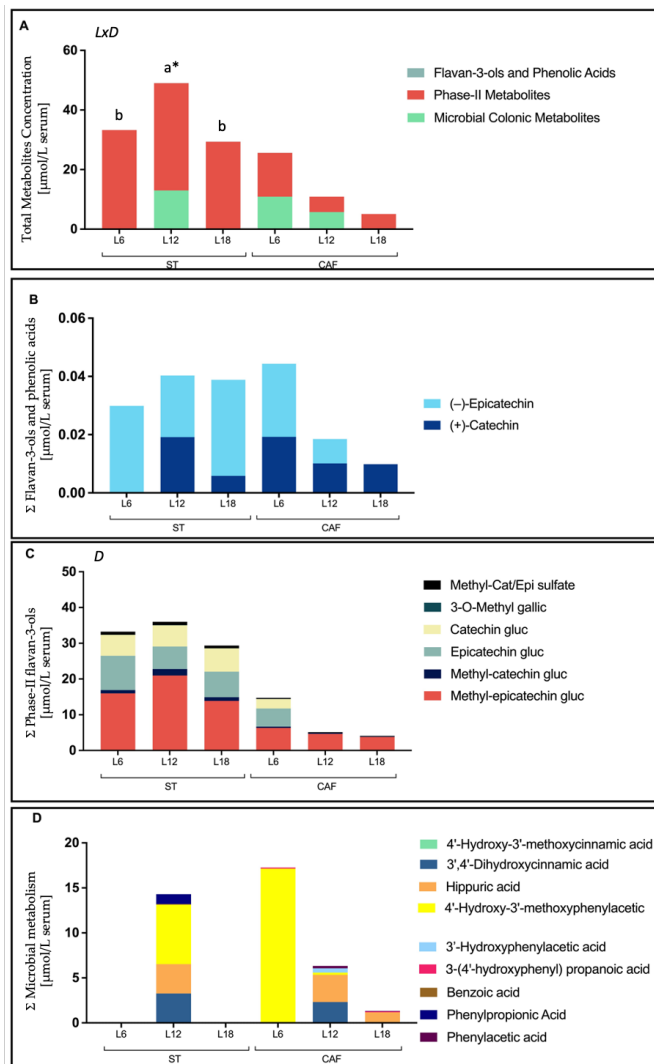 A
LxD
Total Metabolites Concentration
[µmol/L serum]
60
40
20
0
b
a*
b
L6 L12 L18 L6 L12 L18
ST CAF
Flavan-3-ols and Phenolic Acids
Phase-II Metabolites
Microbial Colonic Metabolites
B
Σ Flavan-3-ols and phenolic acids
[µmol/L serum]
0.06
0.04
0.02
0.00
L6 L12 L18 L6 L12 L18
ST CAF
(–)-Epicatechin
(+)-Catechin
C
D
Σ Phase-II flavan-3-ols
[µmol/L serum]
50
40
30
20
10
0
L6 L12 L18 L6 L12 L18
ST CAF
Methyl-Cat/Epi sulfate
3-O-Methyl gallic
Catechin gluc
Epicatechin gluc
Methyl-catechin gluc
Methyl-epicatechin gluc
D
Σ Microbial metabolism
[µmol/L serum]
20
15
10
5
0
L6 L12 L18 L6 L12 L18
ST CAF
4'-Hydroxy-3'-methoxycinnamic acid
3',4'-Dihydroxycinnamic acid
Hippuric acid
4'-Hydroxy-3'-methoxyphenylacetic
3'-Hydroxyphenylacetic acid
3-(4'-hydroxyphenyl) propanoic acid
Benzoic acid
Phenylpropionic Acid
Phenylacetic acid